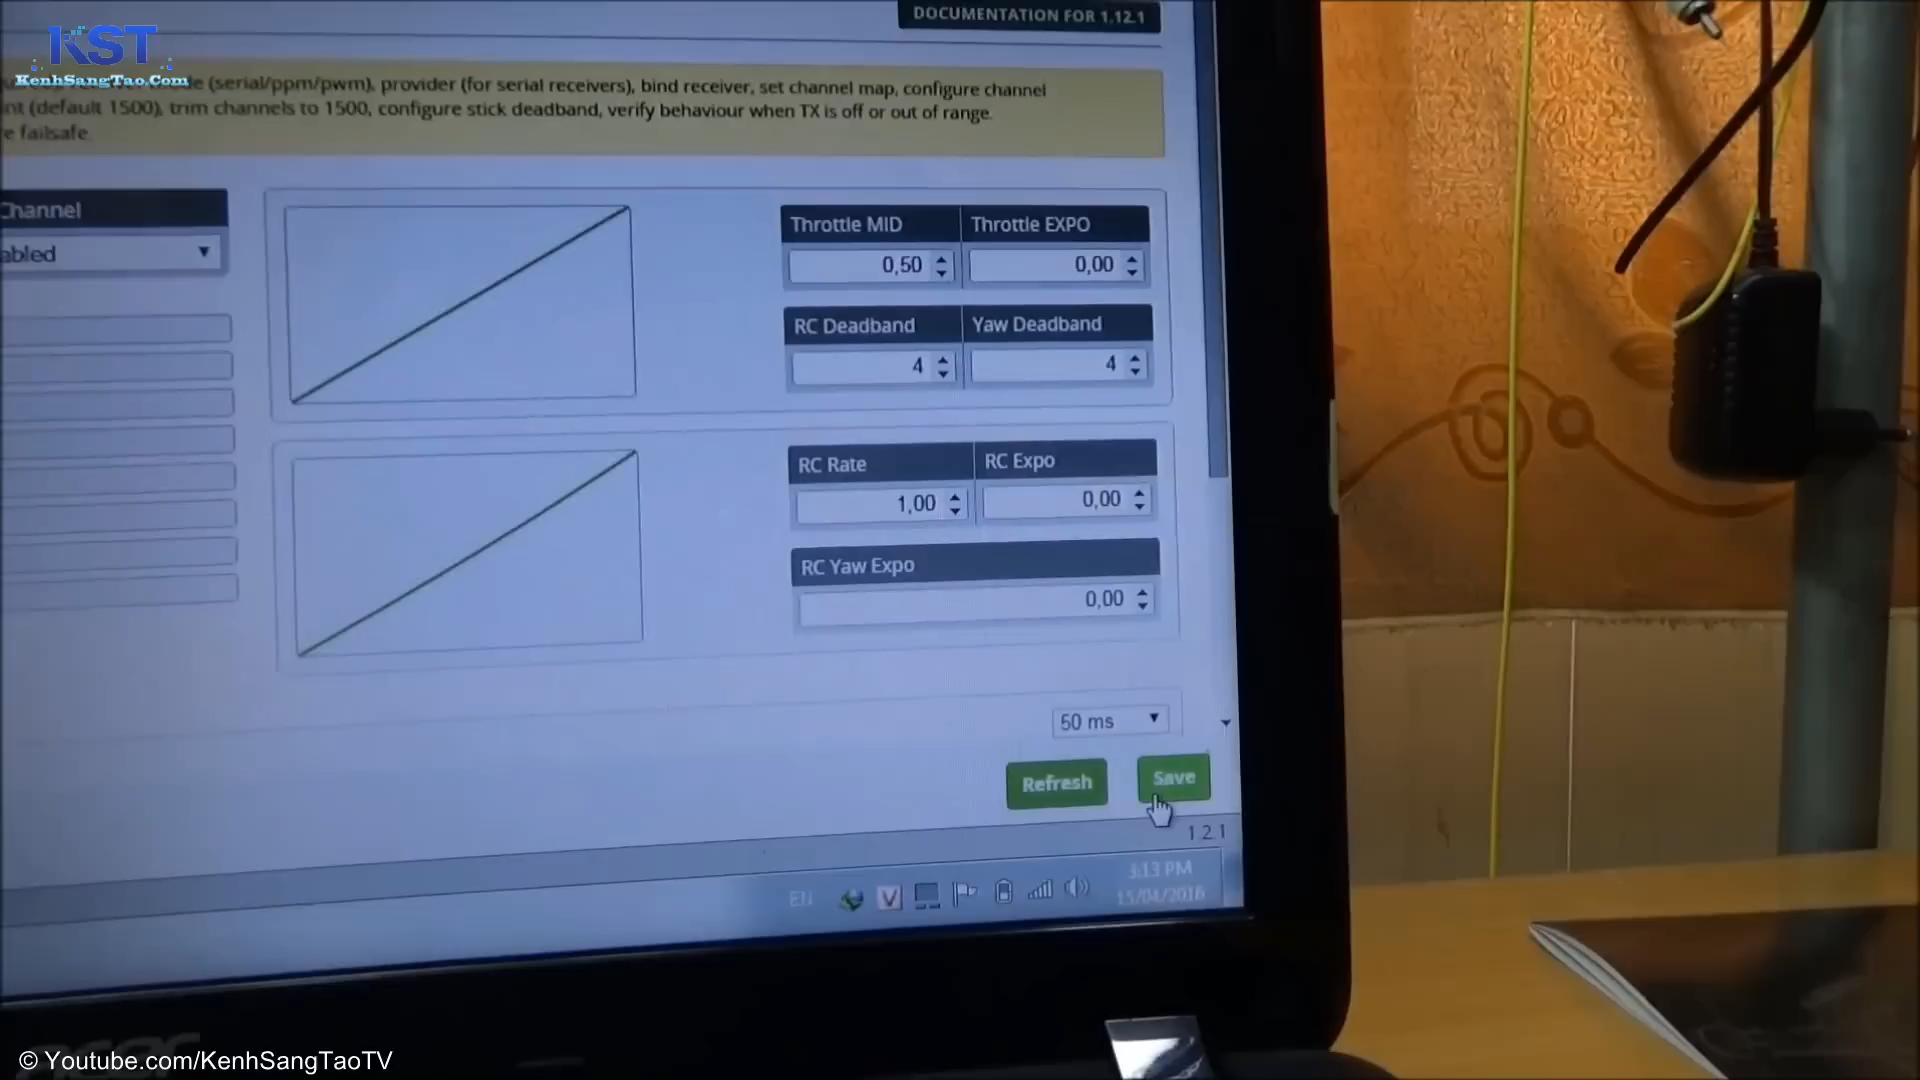 KST
KenhSangTao.Com
DOCUMENTATION FOR 1.12.1
(serial/ppm/pwm), provider (for serial receivers), bind receiver, set channel map, configure channel
(default 1500), trim channels to 1500, configure stick deadband, verify behaviour when TX is off or out of range.
failsafe.
Channel
abled
Throttle MID
Throttle EXPO
0,50
0,00
RC Deadband
Yaw Deadband
4
4
RC Rate
RC Expo
1,00
0,00
RC Yaw Expo
0,00
50 ms
Refresh
Save
1.2.1
EN
V
3:13 PM
15/04/2016
acer
© Youtube.com/KenhSangTaoTV